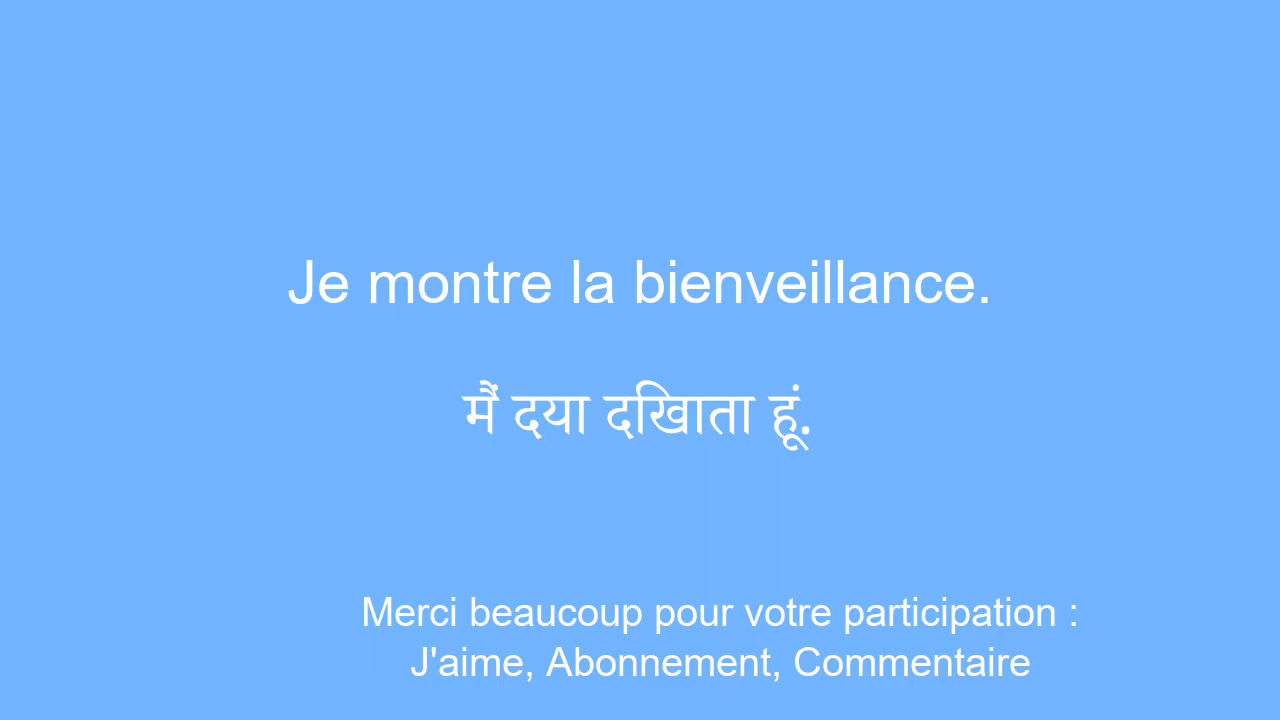 Je montre la bienveillance.
मैं दया दिखाता हूं.
Merci beaucoup pour votre participation :
J'aime, Abonnement, Commentaire